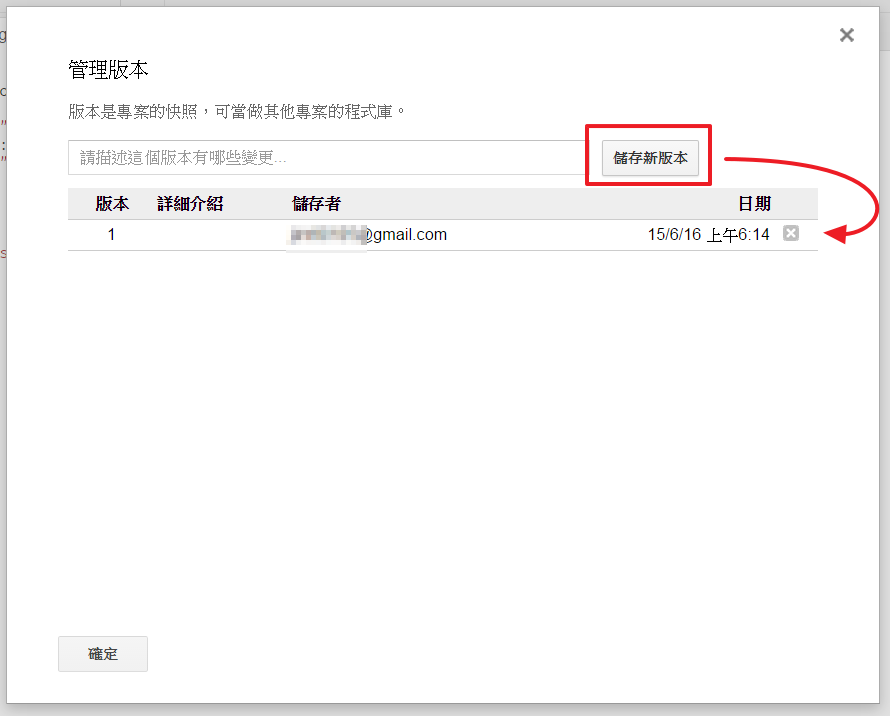 管理版本
版本是專案的快照，可當做其他專案的程式庫。
請描述這個版本有哪些變更... 儲存新版本
版本 詳細介紹 儲存者 日期
1 @gmail.com 15/6/16 上午6:14
確定